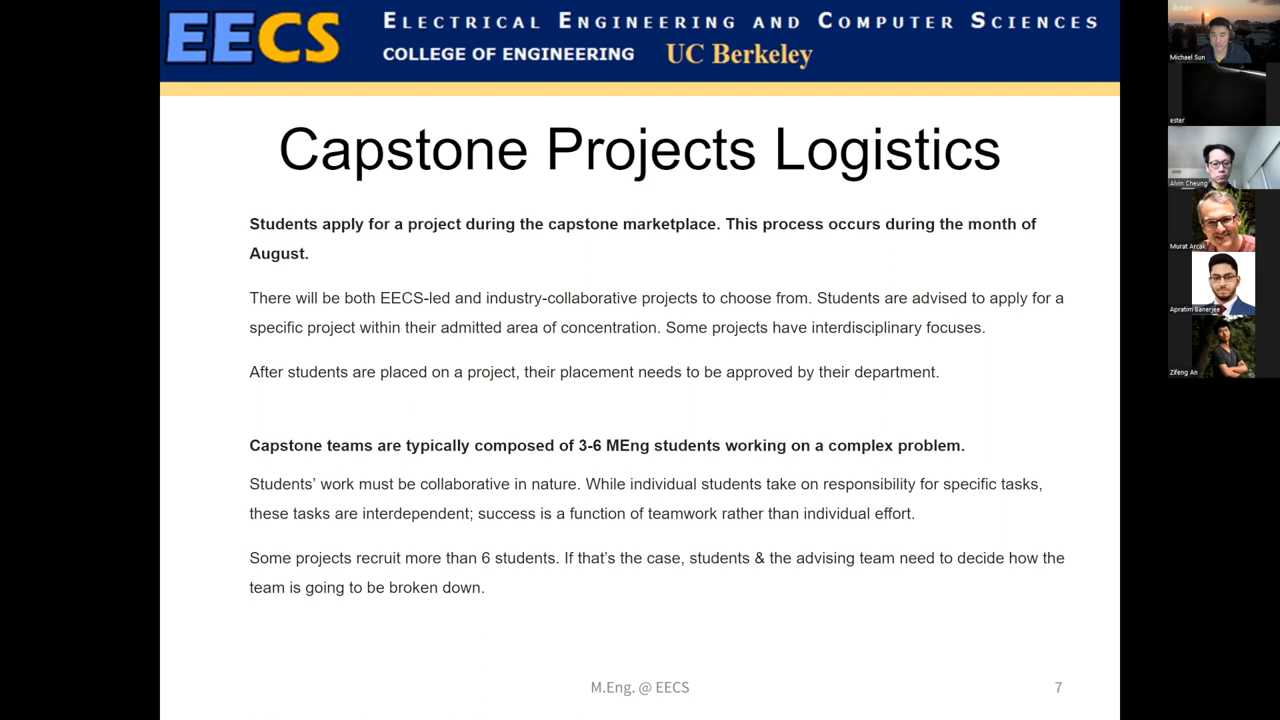 EECS
ELECTRICAL ENGINEERING AND COMPUTER SCIENCES
COLLEGE OF ENGINEERING UC Berkeley
Capstone Projects Logistics
Students apply for a project during the capstone marketplace. This process occurs during the month of
August.
There will be both EECS-led and industry-collaborative projects to choose from. Students are advised to apply for a
specific project within their admitted area of concentration. Some projects have interdisciplinary focuses.
After students are placed on a project, their placement needs to be approved by their department.
Capstone teams are typically composed of 3-6 MEng students working on a complex problem.
Students' work must be collaborative in nature. While individual students take on responsibility for specific tasks,
these tasks are interdependent; success is a function of teamwork rather than individual effort.
Some projects recruit more than 6 students. If that's the case, students & the advising team need to decide how the
team is going to be broken down.
M.Eng. @ EECS
7
Michael Sun
ester
Alvin Cheung
Murat Arcak
Apratim Banerjee
Zifeng An